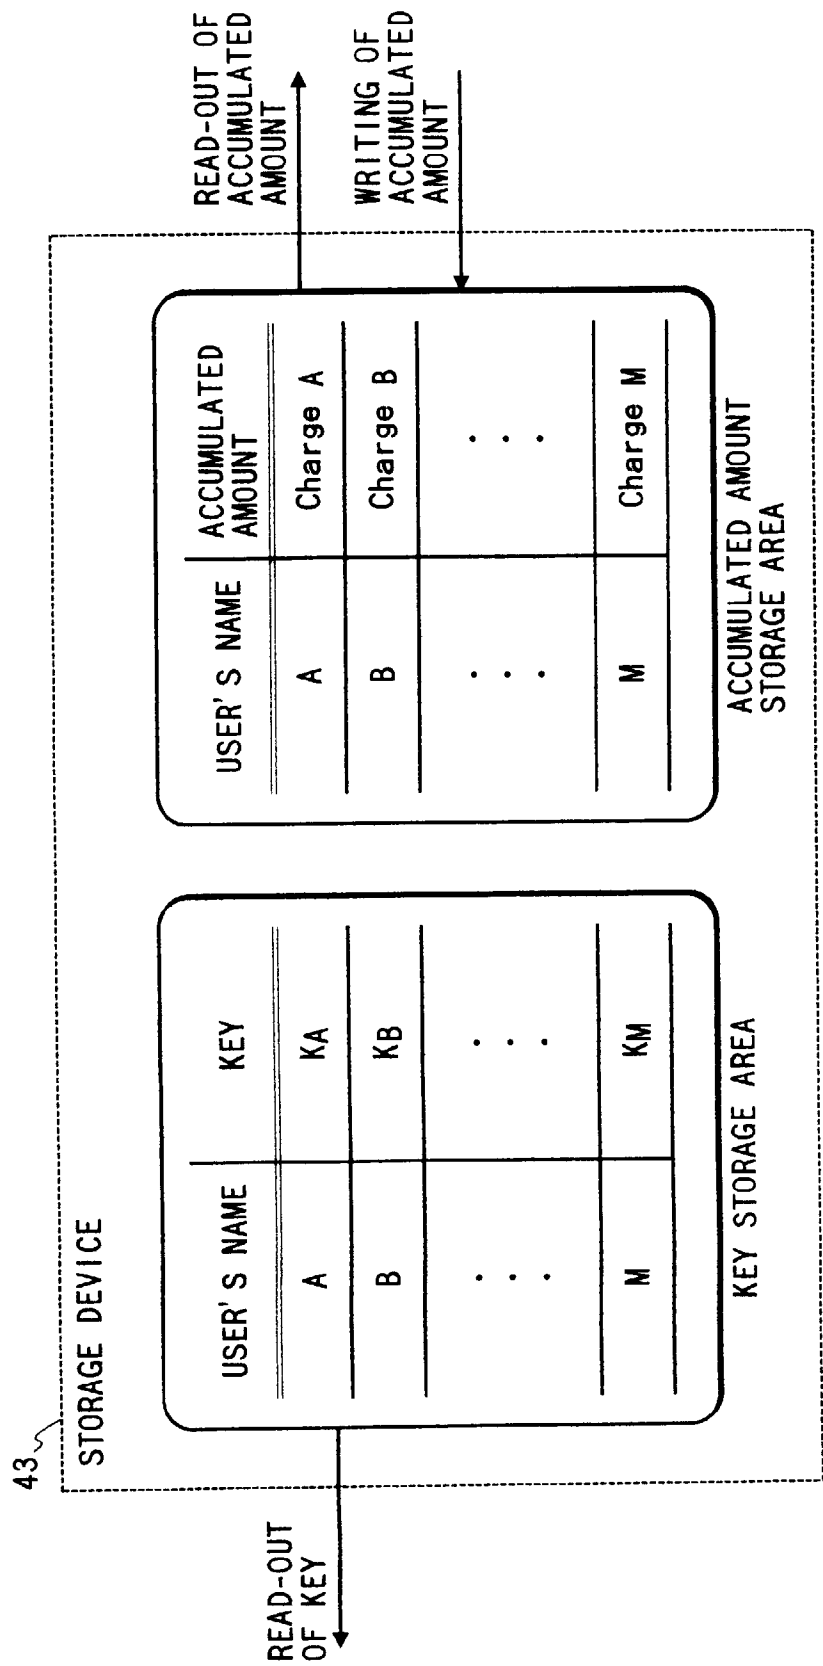 43
STORAGE DEVICE
READ-OUT
OF KEY
USER'S NAME
KEY
A
KA
B
KB
. . .
. . .
M
KM
KEY STORAGE AREA
USER'S NAME
ACCUMULATED
AMOUNT
A
Charge A
B
Charge B
. . .
. . .
M
Charge M
ACCUMULATED AMOUNT
STORAGE AREA
READ-OUT OF
ACCUMULATED
AMOUNT
WRITING OF
ACCUMULATED
AMOUNT